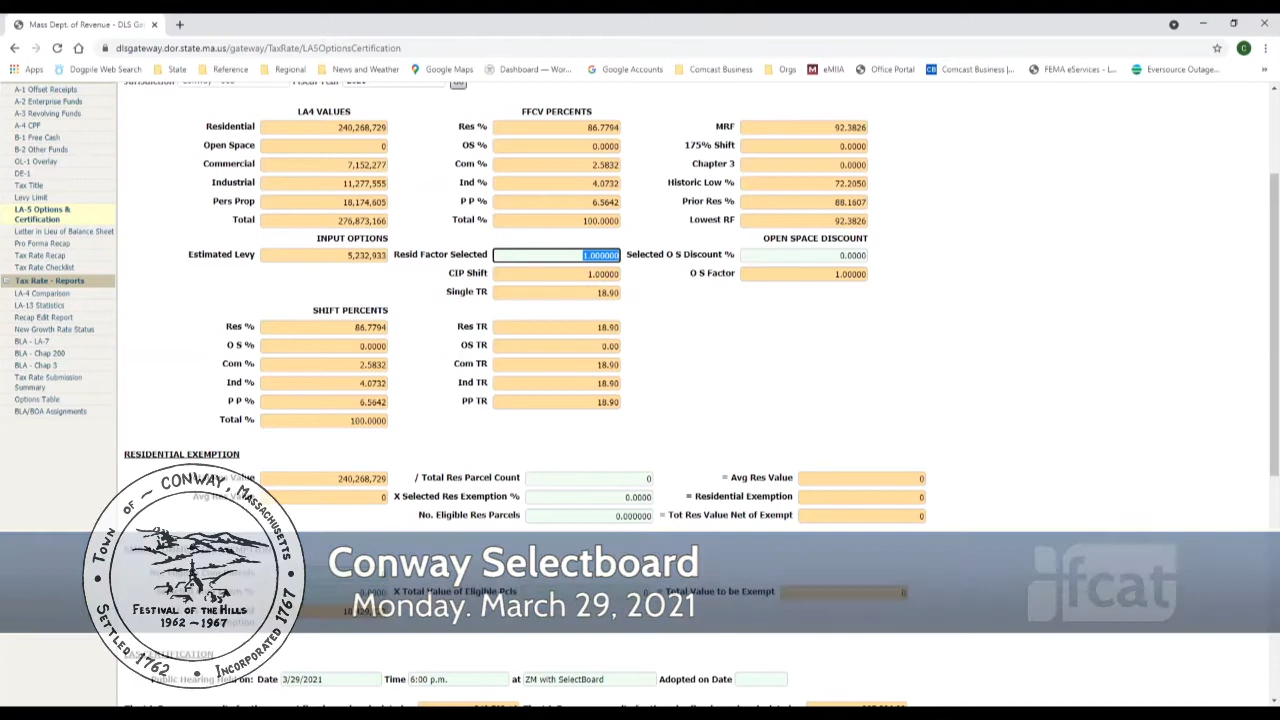 Mass Dept. of Revenue - DLS Ga
dlsgateway.dor.state.ma.us/gateway/TaxRate/LA5OptionsCertification
Apps Dogpile Web Search State Reference Regional News and Weather Google Maps Dashboard — Wor... Google Accounts Comcast Business Orgs eMIIA Office Portal Comcast Business |... FEMA eServices - L... Eversource Outage...
A-1 Offset Receipts
A-2 Enterprise Funds
A-3 Revolving Funds
A-4 CPF
B-1 Free Cash
B-2 Other Funds
OL-1 Overlay
DE-1
Tax Title
Levy Limit
LA-5 Options &
Certification
Letter in Lieu of Balance Sheet
Pro Forma Recap
Tax Rate Recap
Tax Rate Checklist
Tax Rate - Reports
LA-4 Comparison
LA-13 Statistics
Recap Edit Report
New Growth Rate Status
BLA - LA-7
BLA - Chap 200
BLA - Chap 3
Tax Rate Submission
Summary
Options Table
BLA/BOA Assignments
LA4 VALUES FFCV PERCENTS
Residential 240,268,729 Res % 86.7794 MRF 92.3826
Open Space 0 OS % 0.0000 175% Shift 0.0000
Commercial 7,152,277 Com % 2.5832 Chapter 3 0.0000
Industrial 11,277,555 Ind % 4.0732 Historic Low % 72.2050
Pers Prop 18,174,605 P P % 6.5642 Prior Res % 88.1607
Total 276,873,166 Total % 100.0000 Lowest RF 92.3826
INPUT OPTIONS OPEN SPACE DISCOUNT
Estimated Levy 5,232,933 Resid Factor Selected 1.000000 Selected O S Discount % 0.0000
CIP Shift 1.00000 O S Factor 1.00000
Single TR 18.90
SHIFT PERCENTS
Res % 86.7794 Res TR 18.90
O S % 0.0000 OS TR 0.00
Com % 2.5832 Com TR 18.90
Ind % 4.0732 Ind TR 18.90
P P % 6.5642 PP TR 18.90
Total % 100.0000
RESIDENTIAL EXEMPTION
240,268,729 / Total Res Parcel Count 0 = Avg Res Value 0
0 X Selected Res Exemption % 0.0000 = Residential Exemption 0
No. Eligible Res Parcels 0.000000 = Tot Res Value Net of Exempt 0
X Total Value of Eligible Pcls = Total Value to be Exempt 0
Conway Selectboard
Monday. March 29, 2021
fcat
TOWN OF ~ CONWAY, MASSACHUSETTS
FESTIVAL OF THE HILLS
1962 ~ 1967
SETTLED 1762 • INCORPORATED 1767
Public Hearing Held on: Date 3/29/2021 Time 6:00 p.m. at ZM with SelectBoard Adopted on Date